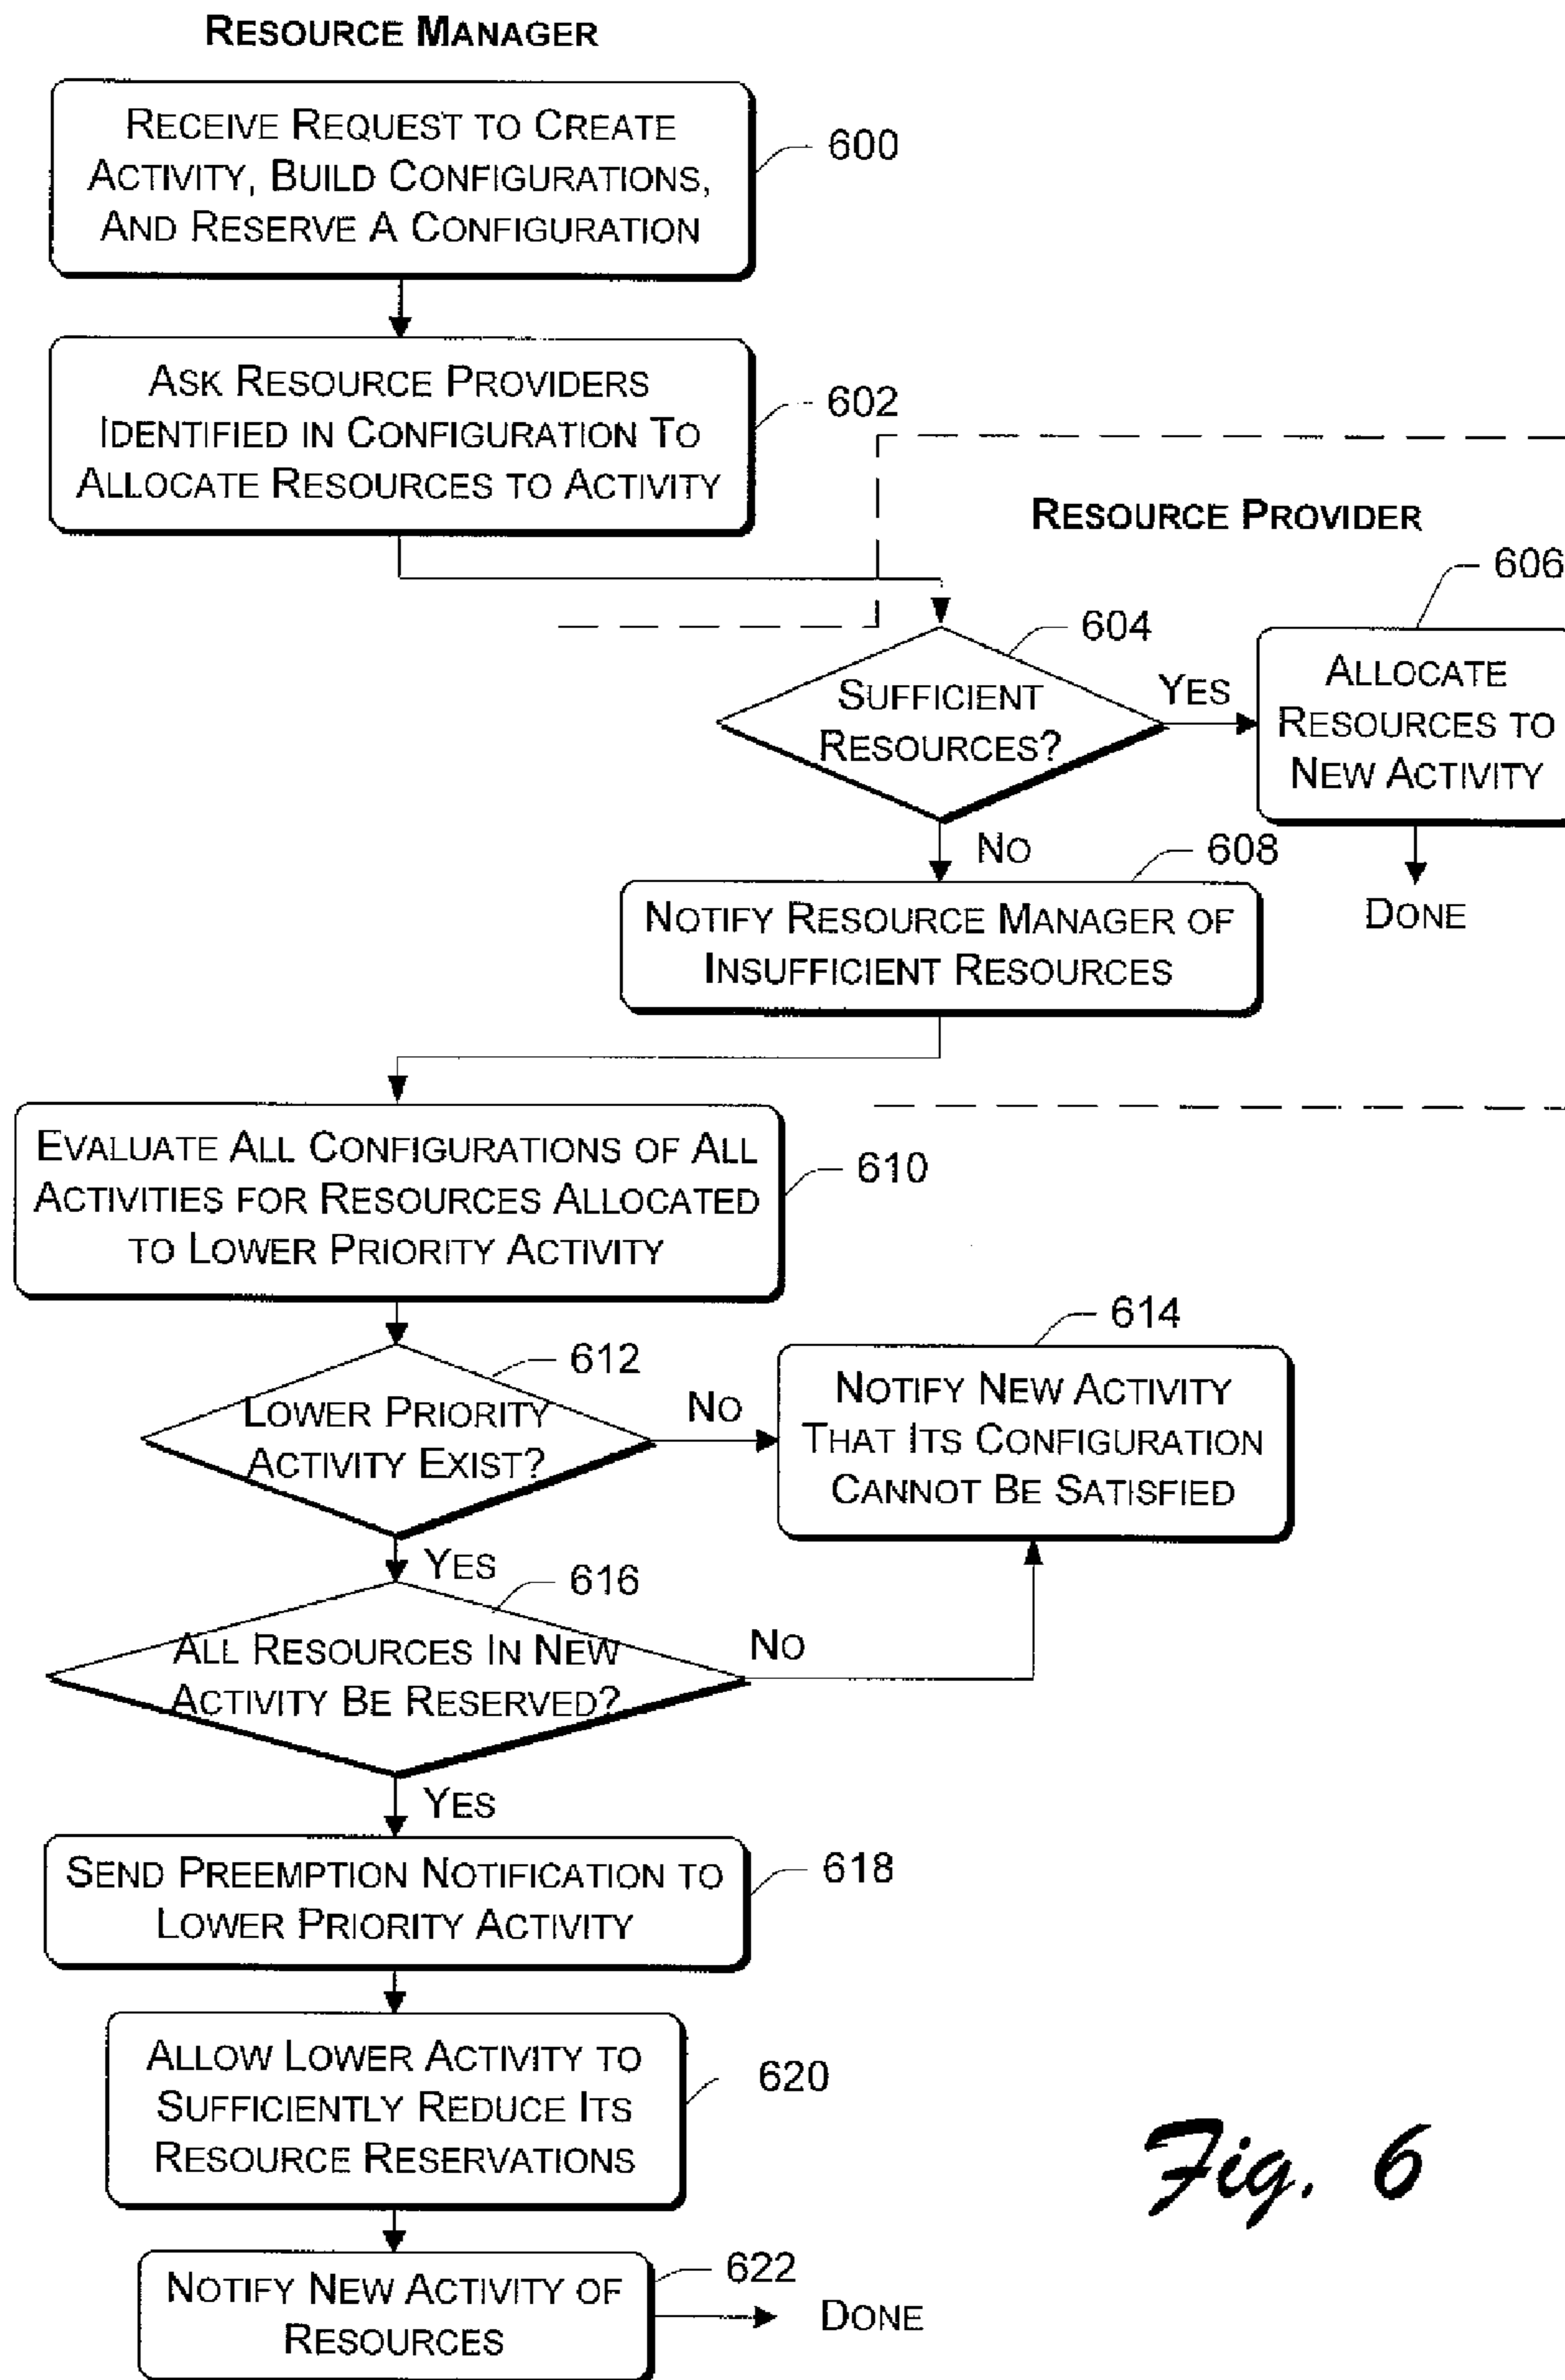 RESOURCE MANAGER
RECEIVE REQUEST TO CREATE
ACTIVITY, BUILD CONFIGURATIONS,
AND RESERVE A CONFIGURATION
600
ASK RESOURCE PROVIDERS
IDENTIFIED IN CONFIGURATION TO
ALLOCATE RESOURCES TO ACTIVITY
602
RESOURCE PROVIDER
604
SUFFICIENT
RESOURCES?
YES
606
ALLOCATE
RESOURCES TO
NEW ACTIVITY
DONE
NO
608
NOTIFY RESOURCE MANAGER OF
INSUFFICIENT RESOURCES
EVALUATE ALL CONFIGURATIONS OF ALL
ACTIVITIES FOR RESOURCES ALLOCATED
TO LOWER PRIORITY ACTIVITY
610
612
LOWER PRIORITY
ACTIVITY EXIST?
NO
614
NOTIFY NEW ACTIVITY
THAT ITS CONFIGURATION
CANNOT BE SATISFIED
YES
616
ALL RESOURCES IN NEW
ACTIVITY BE RESERVED?
NO
YES
SEND PREEMPTION NOTIFICATION TO
LOWER PRIORITY ACTIVITY
618
ALLOW LOWER ACTIVITY TO
SUFFICIENTLY REDUCE ITS
RESOURCE RESERVATIONS
620
NOTIFY NEW ACTIVITY OF
RESOURCES
622
DONE
Fig. 6